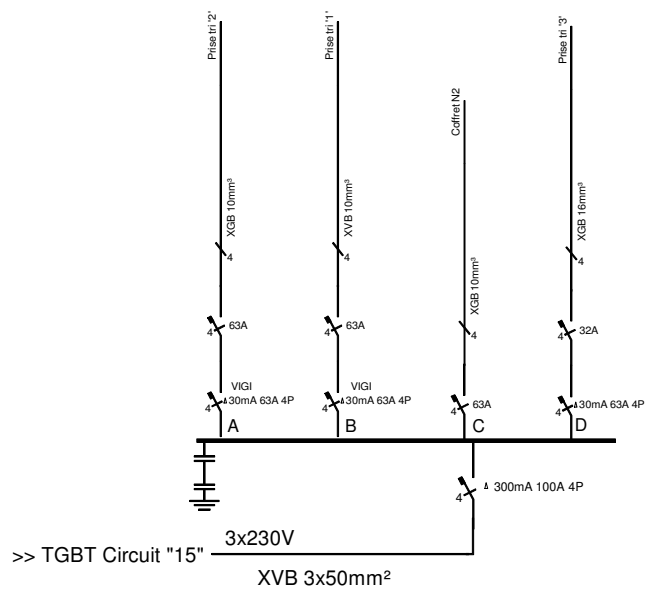 Prise tri '2'
Prise tri '1'
Coffret N2
Prise tri '3'
XGB 10mm³
XVB 10mm³
XGB 10mm³
XGB 16mm³
4
4
4
4
4 63A
4 63A
4 32A
VIGI
4 30mA 63A 4P
VIGI
4 30mA 63A 4P
4 63A
4 30mA 63A 4P
A
B
C
D
4 300mA 100A 4P
3x230V
>> TGBT Circuit "15"
XVB 3x50mm²